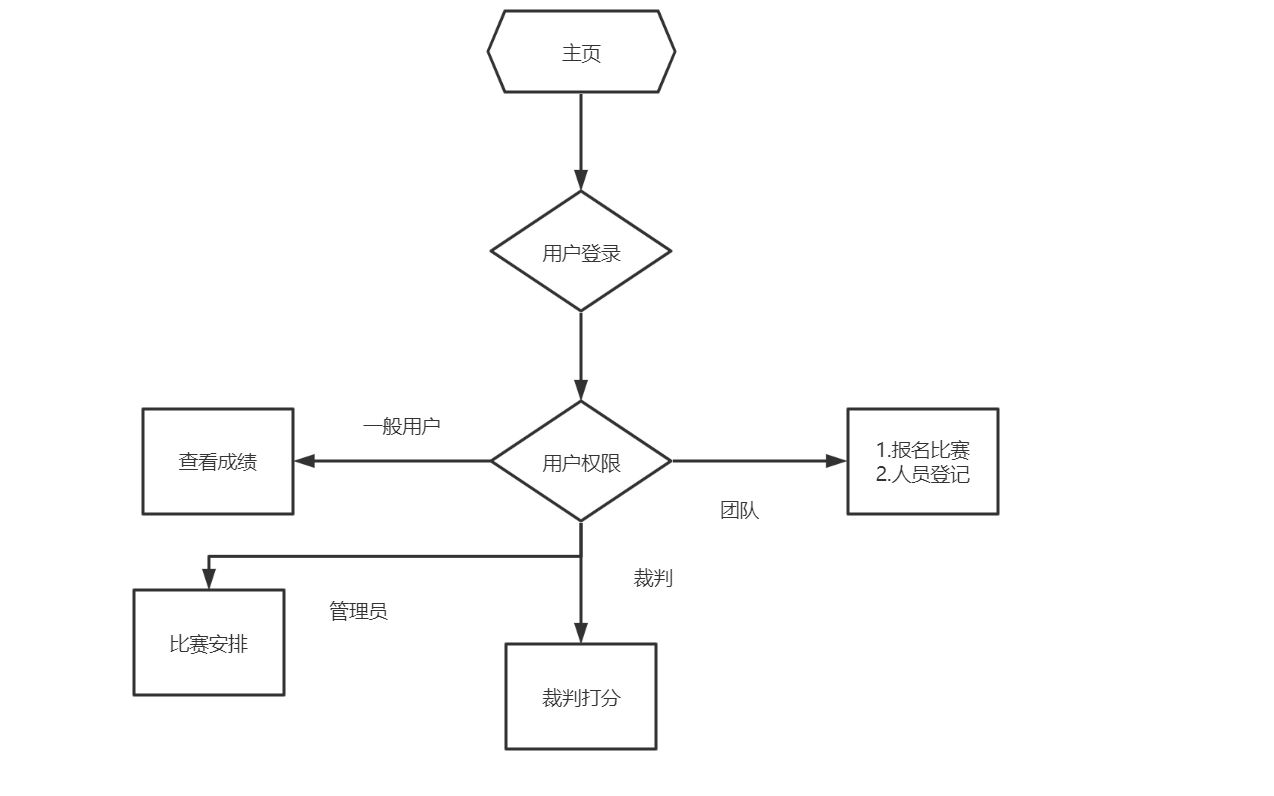 主页
用户登录
一般用户
查看成绩
用户权限
1.报名比赛
2.人员登记
团队
裁判
管理员
比赛安排
裁判打分